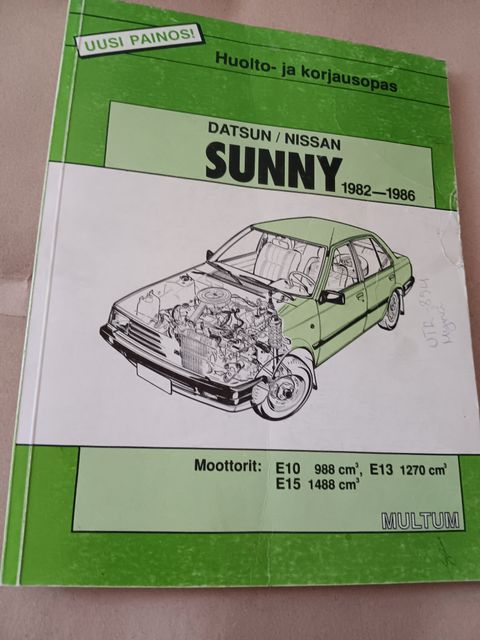 UUSI PAINOS!
Huolto- ja korjausopas
DATSUN / NISSAN
SUNNY 1982—1986
Moottorit: E10 988 cm³, E13 1270 cm³
E15 1488 cm³
MULTUM